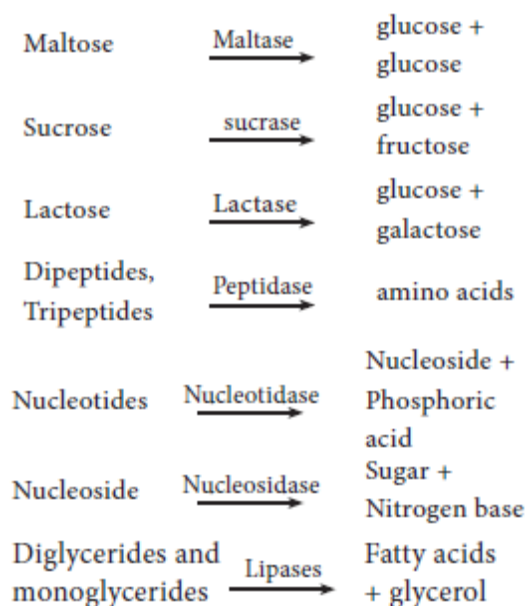 Maltose Maltase glucose +
glucose
Sucrose sucrase glucose +
fructose
Lactose Lactase glucose +
galactose
Dipeptides,
Tripeptides Peptidase amino acids
Nucleotides Nucleotidase Nucleoside +
Phosphoric
acid
Nucleoside Nucleosidase Sugar +
Nitrogen base
Diglycerides and
monoglycerides Lipases Fatty acids
+ glycerol